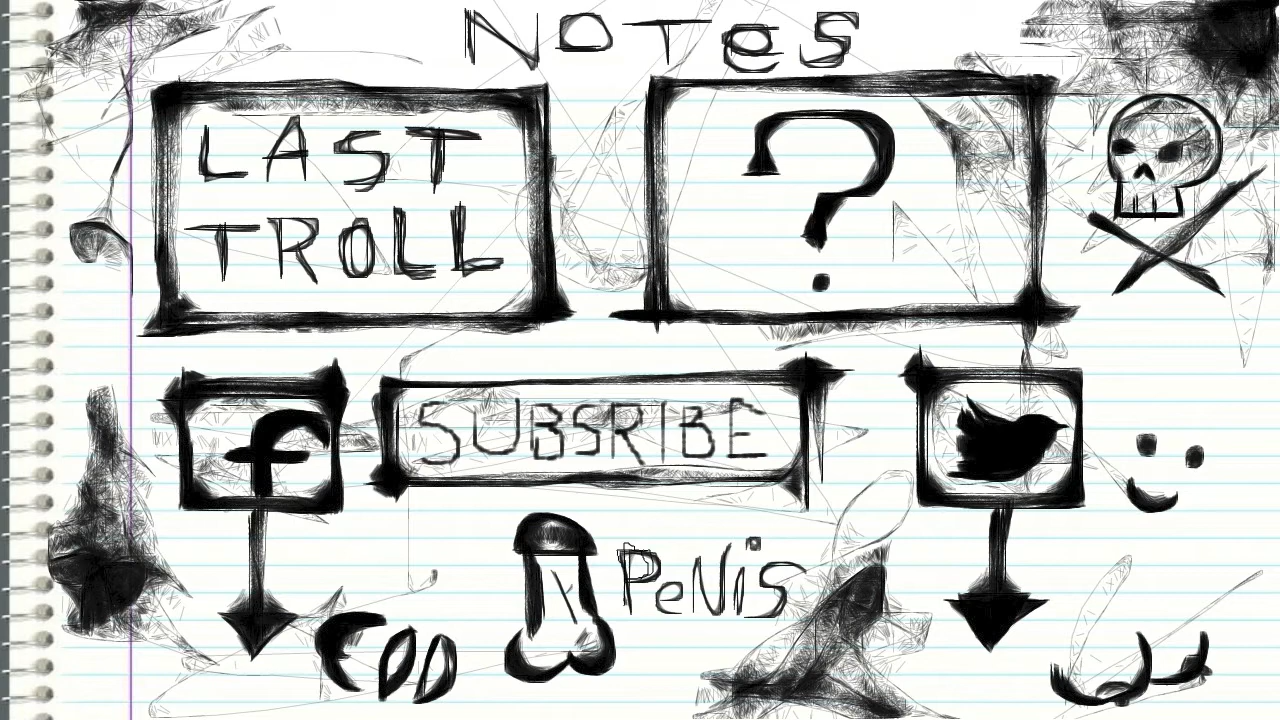 NoTeS
LAST
TROLL
?
f
SUBSRIBE
PeNiS